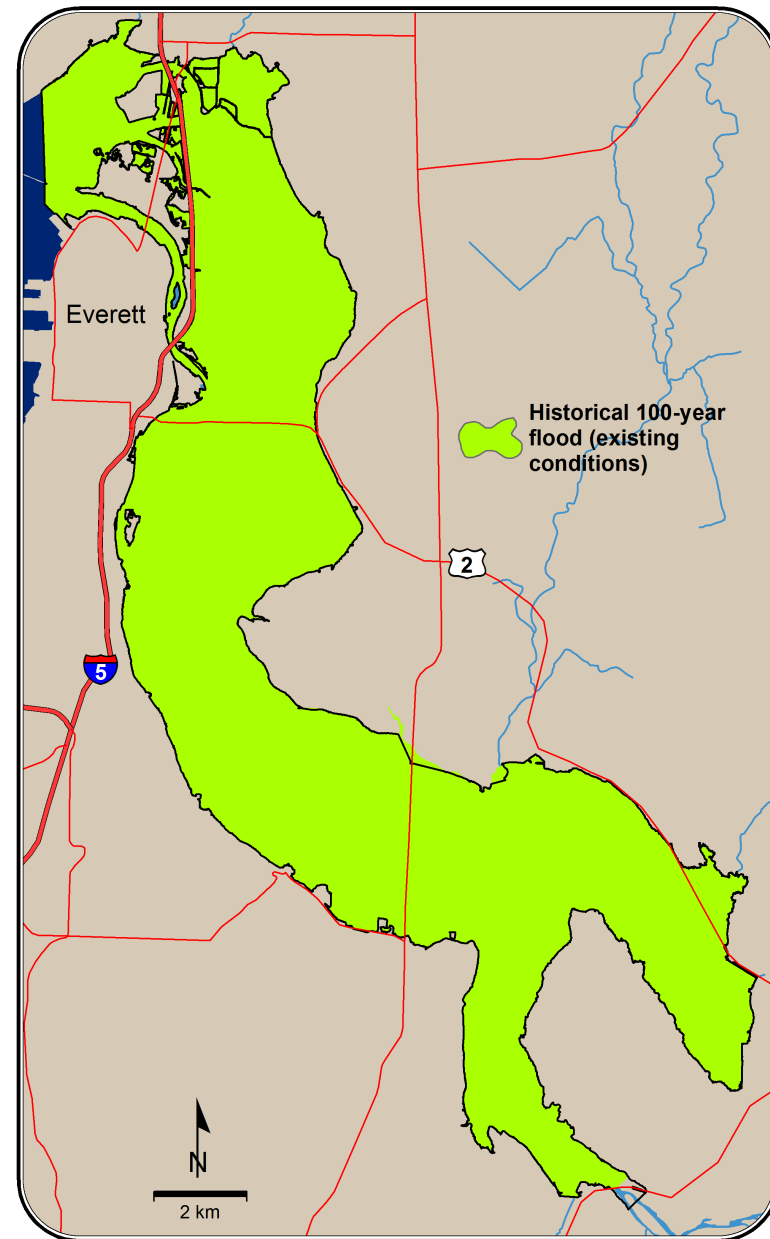 Everett
Historical 100-year
flood (existing
conditions)
2
5
N
2 km